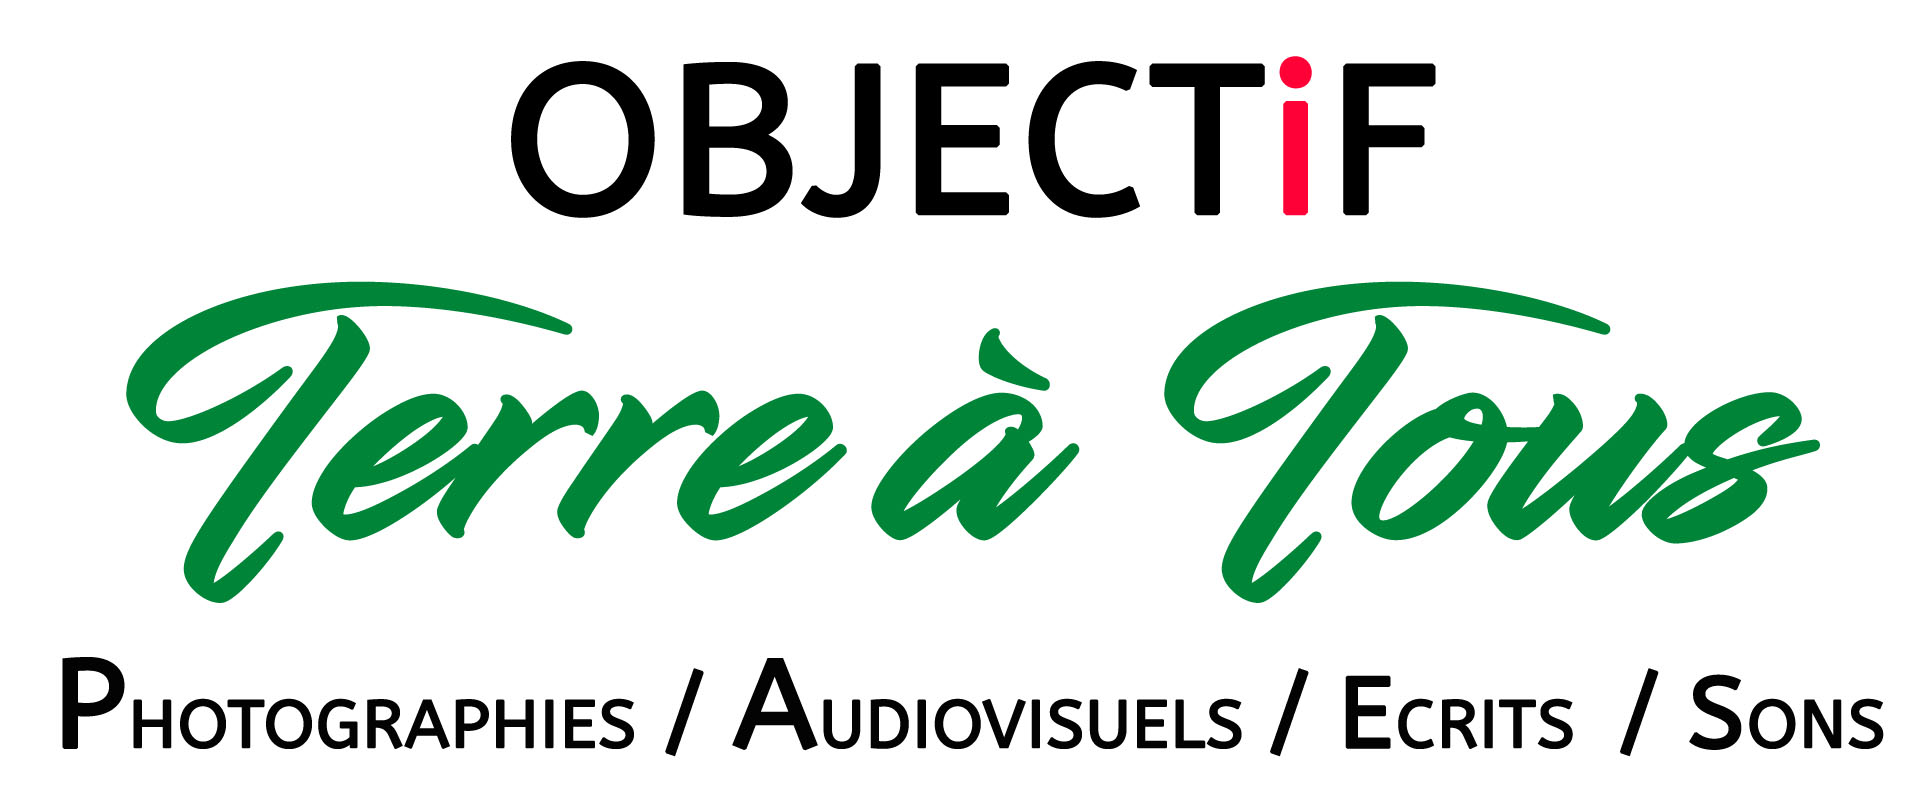 OBJECTiF
Terre à Tous
Photographies / Audiovisuels / Ecrits / Sons